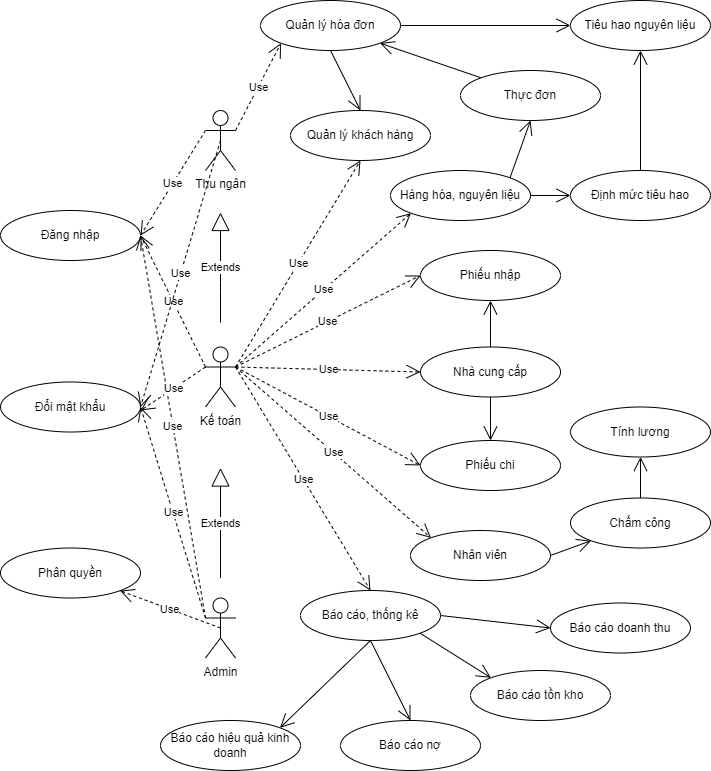 Quản lý hóa đơn
Tiêu hao nguyên liệu
Use
Thực đơn
Quản lý khách hàng
Thu ngân
Use
Hàng hóa, nguyên liệu
Định mức tiêu hao
Đăng nhập
Extends
Use
Use
Phiếu nhập
Use
Use
Use
Nhà cung cấp
Use
Use
Đổi mật khẩu
Kế toán
Use
Use
Tính lương
Use
Phiếu chi
Use
Use
Extends
Chấm công
Nhân viên
Phân quyền
Use
Báo cáo, thống kê
Báo cáo doanh thu
Admin
Báo cáo tồn kho
Báo cáo hiệu quả kinh
doanh
Báo cáo nợ